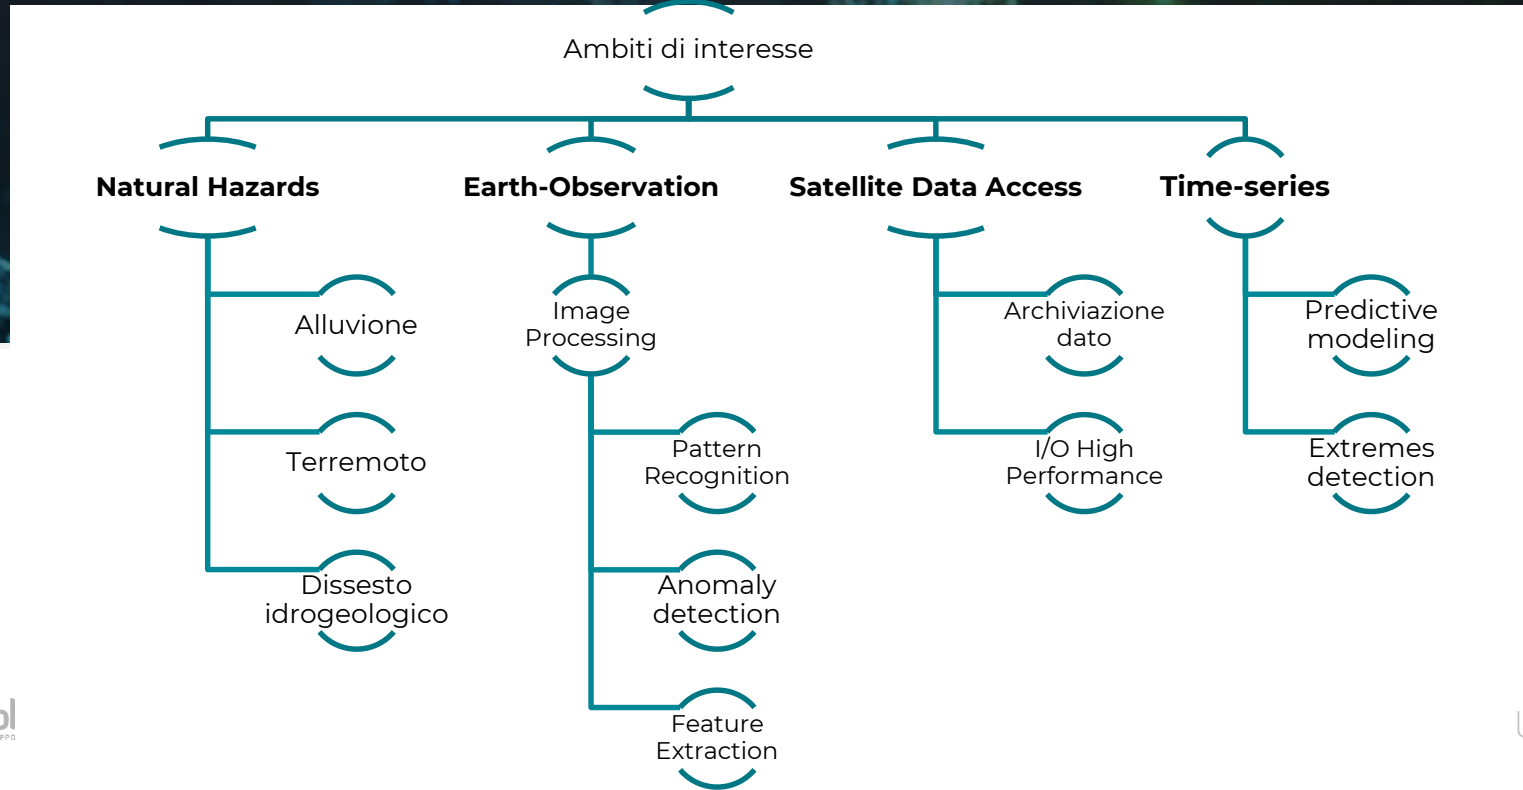 Ambiti di interesse
Natural Hazards
Earth-Observation
Satellite Data Access
Time-series
Alluvione
Terremoto
Dissesto
idrogeologico
Image
Processing
Pattern
Recognition
Anomaly
detection
Feature
Extraction
Archiviazione
dato
I/O High
Performance
Predictive
modeling
Extremes
detection